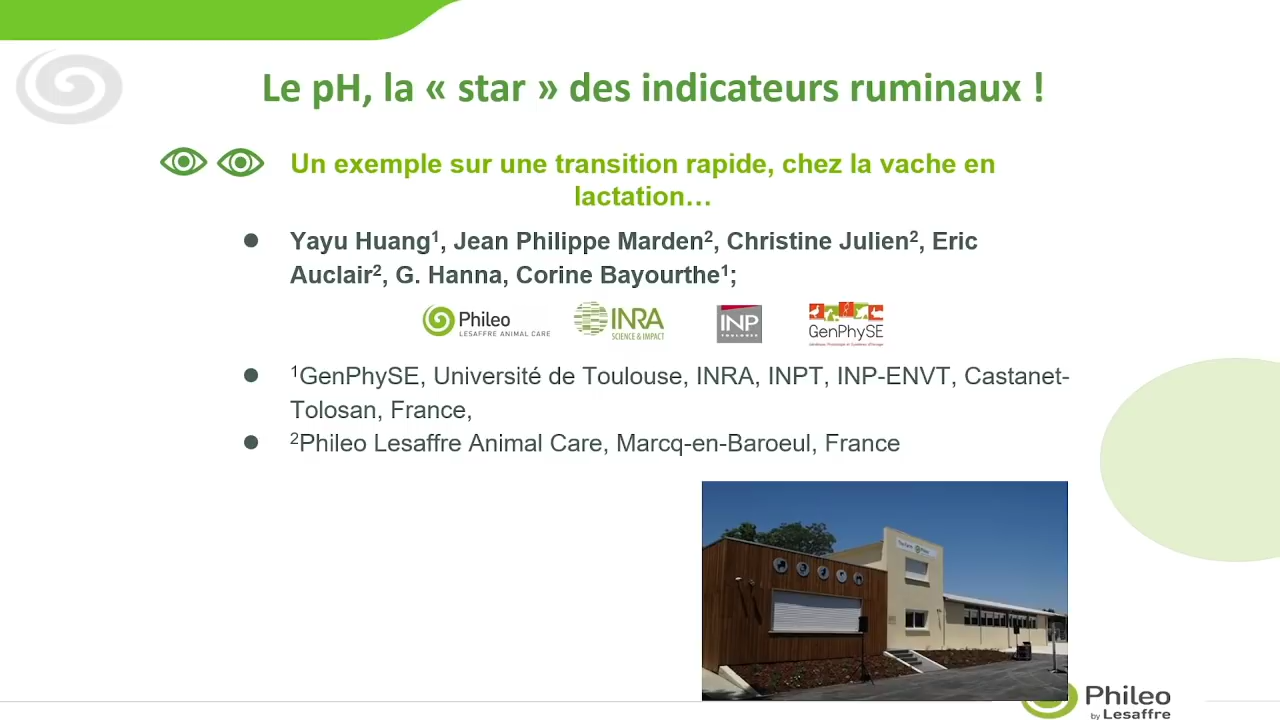 Le pH, la « star » des indicateurs ruminaux !
Un exemple sur une transition rapide, chez la vache en
lactation…
Yayu Huang¹, Jean Philippe Marden², Christine Julien², Eric
Auclair², G. Hanna, Corine Bayourthe¹;
Phileo
LESAFFRE ANIMAL CARE
INRA
SCIENCE & IMPACT
INP
TOULOUSE
GenPhySE
¹GenPhySE, Université de Toulouse, INRA, INPT, INP-ENVT, Castanet-
Tolosan, France,
²Phileo Lesaffre Animal Care, Marcq-en-Baroeul, France
Phileo
by Lesaffre